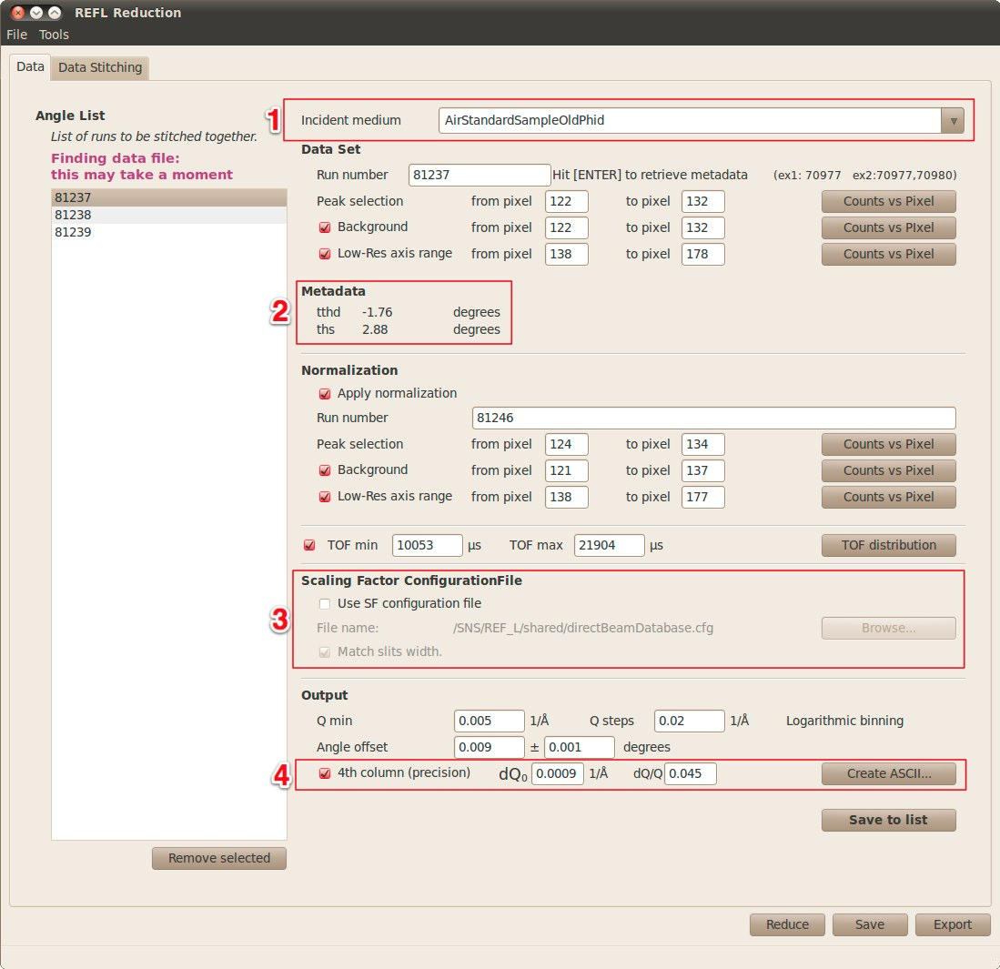 REFL Reduction
File Tools
Data Data Stitching
Angle List
List of runs to be stitched together.
Finding data file:
this may take a moment
81237
81238
81239
Remove selected
1 Incident medium AirStandardSampleOldPhid
Data Set
Run number 81237 Hit [ENTER] to retrieve metadata (ex1: 70977 ex2:70977,70980)
Peak selection from pixel 122 to pixel 132 Counts vs Pixel
Background from pixel 122 to pixel 132 Counts vs Pixel
Low-Res axis range from pixel 138 to pixel 178 Counts vs Pixel
2 Metadata
tthd -1.76 degrees
ths 2.88 degrees
Normalization
Apply normalization
Run number 81246
Peak selection from pixel 124 to pixel 134 Counts vs Pixel
Background from pixel 121 to pixel 137 Counts vs Pixel
Low-Res axis range from pixel 138 to pixel 177 Counts vs Pixel
TOF min 10053 µs TOF max 21904 µs TOF distribution
Scaling Factor ConfigurationFile
Use SF configuration file
3 File name: /SNS/REF_L/shared/directBeamDatabase.cfg Browse...
Match slits width.
Output
Q min 0.005 1/Å Q steps 0.02 1/Å Logarithmic binning
Angle offset 0.009 ± 0.001 degrees
4 4th column (precision) dQ₀ 0.0009 1/Å dQ/Q 0.045 Create ASCII...
Save to list
Reduce Save Export